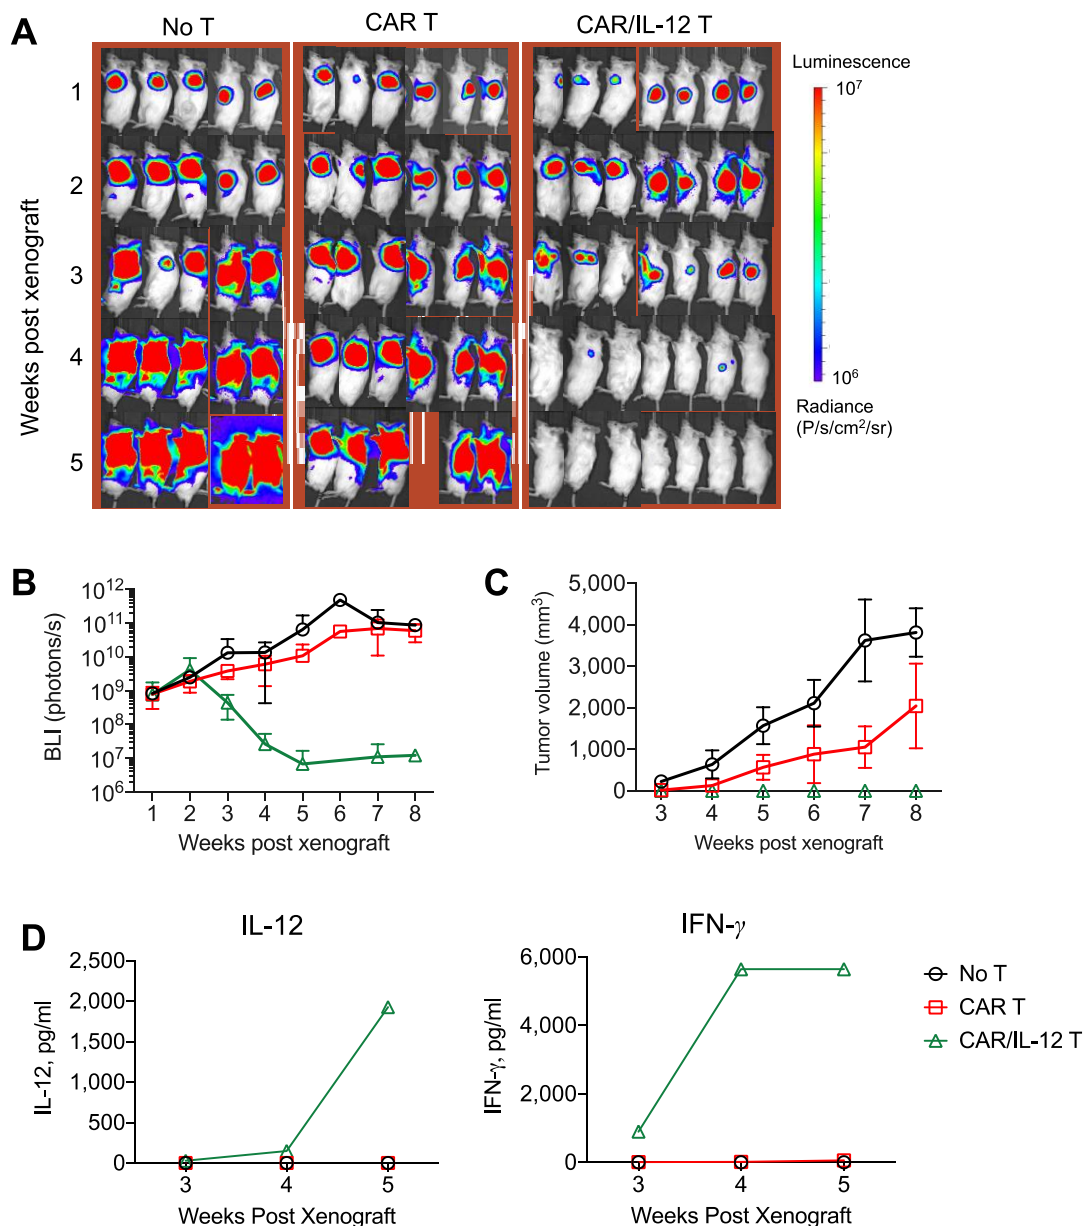 A
No T
CAR T
CAR/IL-12 T
Weeks post xenograft
1
2
3
4
5
Luminescence
10⁷
10⁶
Radiance
(P/s/cm²/sr)
B
BLI (photons/s)
10¹²
10¹¹
10¹⁰
10⁹
10⁸
10⁷
10⁶
1 2 3 4 5 6 7 8
Weeks post xenograft
C
Tumor volume (mm³)
5,000
4,000
3,000
2,000
1,000
0
3 4 5 6 7 8
Weeks post xenograft
D
IL-12
IL-12, pg/ml
2,500
2,000
1,500
1,000
500
0
3 4 5
Weeks Post Xenograft
IFN-γ
IFN-γ, pg/ml
6,000
4,000
2,000
0
3 4 5
Weeks Post Xenograft
No T
CAR T
CAR/IL-12 T